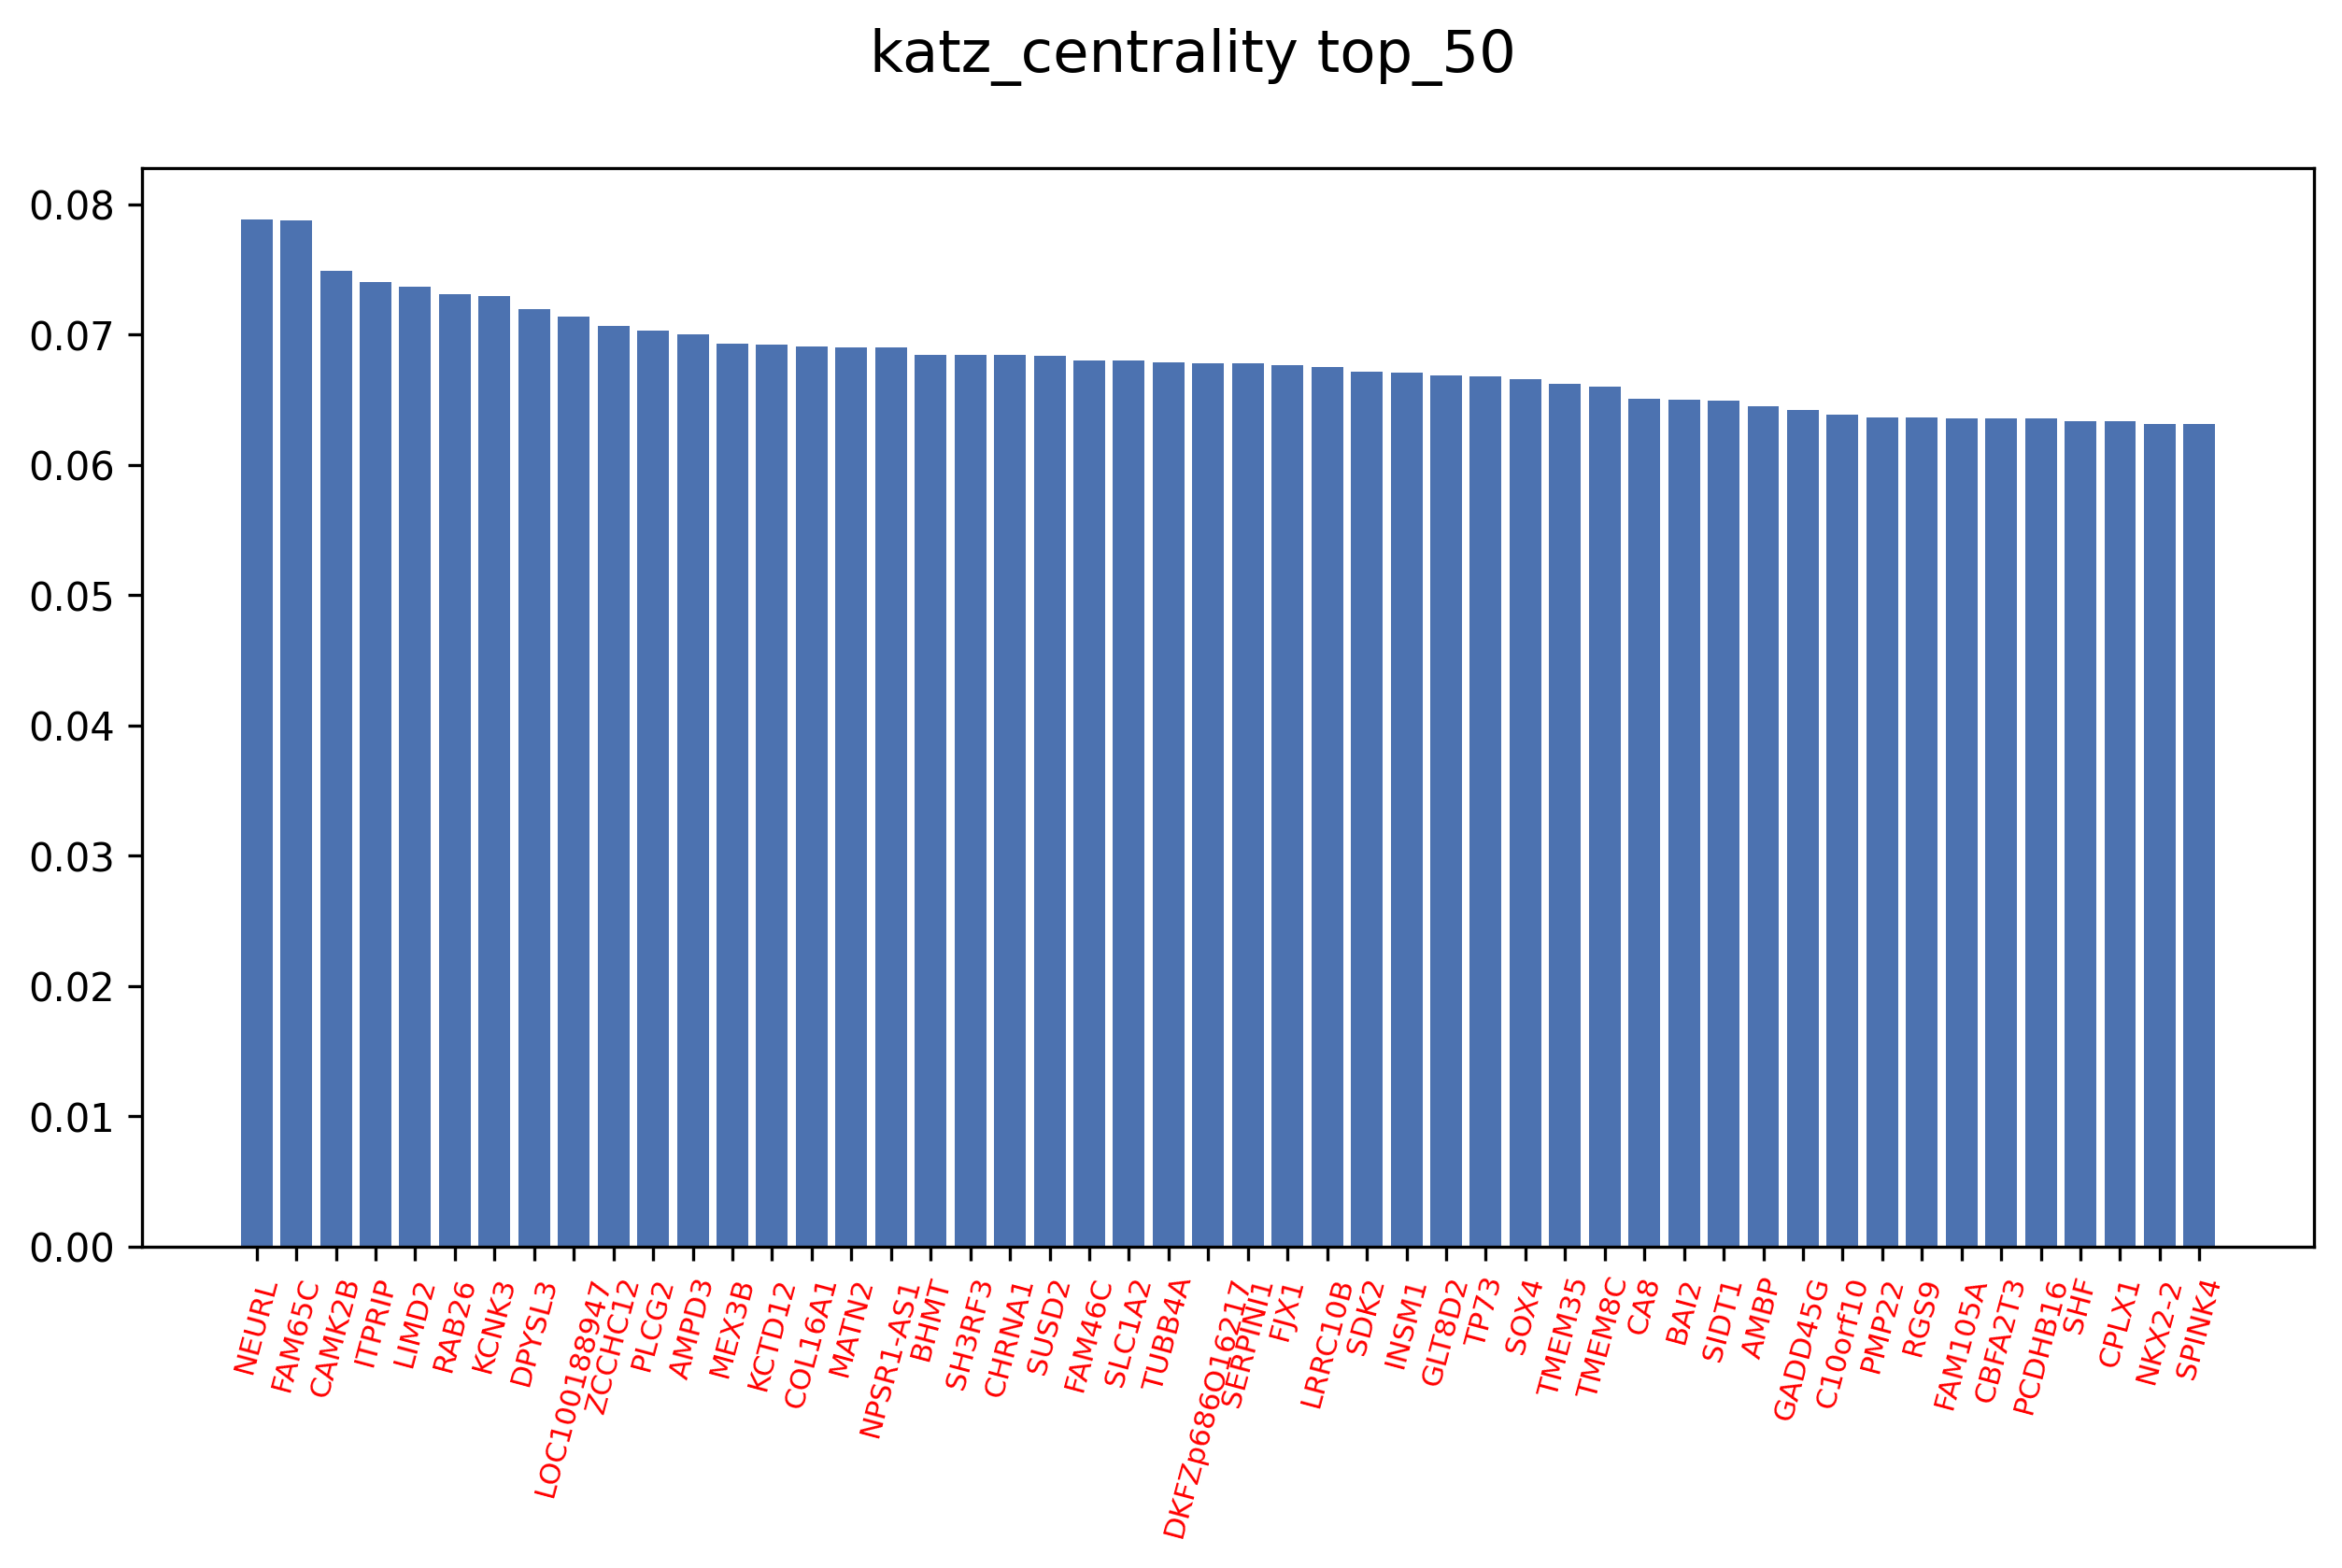 katz_centrality top_50
0.08
0.07
0.06
0.05
0.04
0.03
0.02
0.01
0.00
NEURL
FAM65C
CAMK2B
ITPRIP
LIMD2
RAB26
KCNK3
DPYSL3
LOC100188947
ZCCHC12
PLCG2
AMPD3
MEX3B
KCTD12
COL16A1
MATN2
NPSR1-AS1
BHMT
SH3RF3
CHRNA1
SUSD2
FAM46C
SLC1A2
TUBB4A
DKFZp686O16217
SERPINI1
FJX1
LRRC10B
SDK2
INSM1
GLT8D2
TP73
SOX4
TMEM35
TMEM8C
CA8
BAI2
SIDT1
AMBP
GADD45G
C10orf10
PMP22
RGS9
FAM105A
CBFA2T3
PCDHB16
SHF
CPLX1
NKX2-2
SPINK4